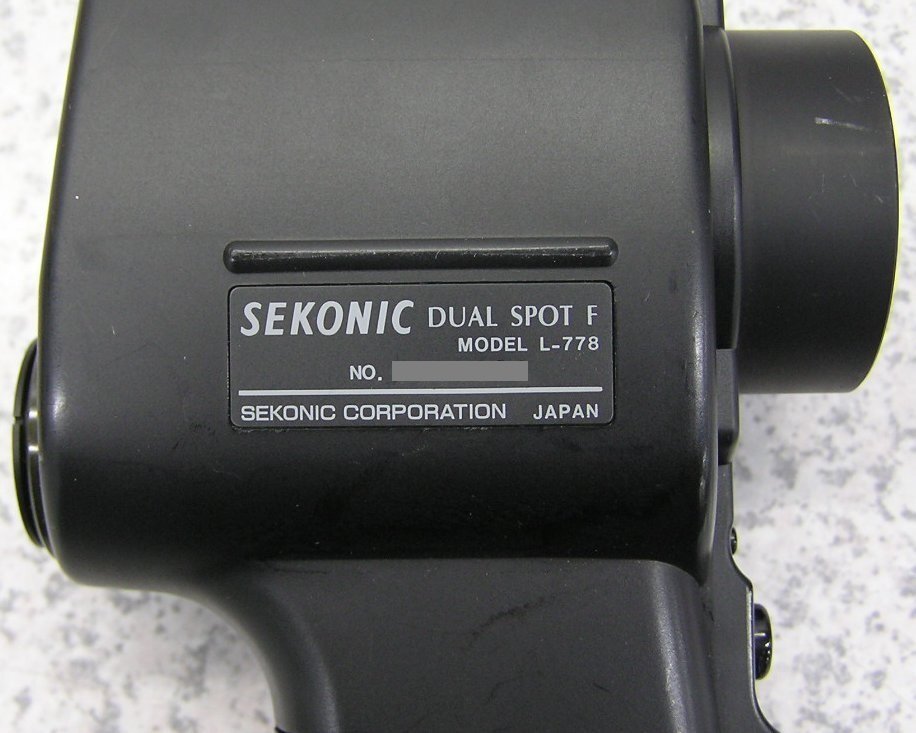 SEKONIC DUAL SPOT F
MODEL L-778
NO.
SEKONIC CORPORATION JAPAN